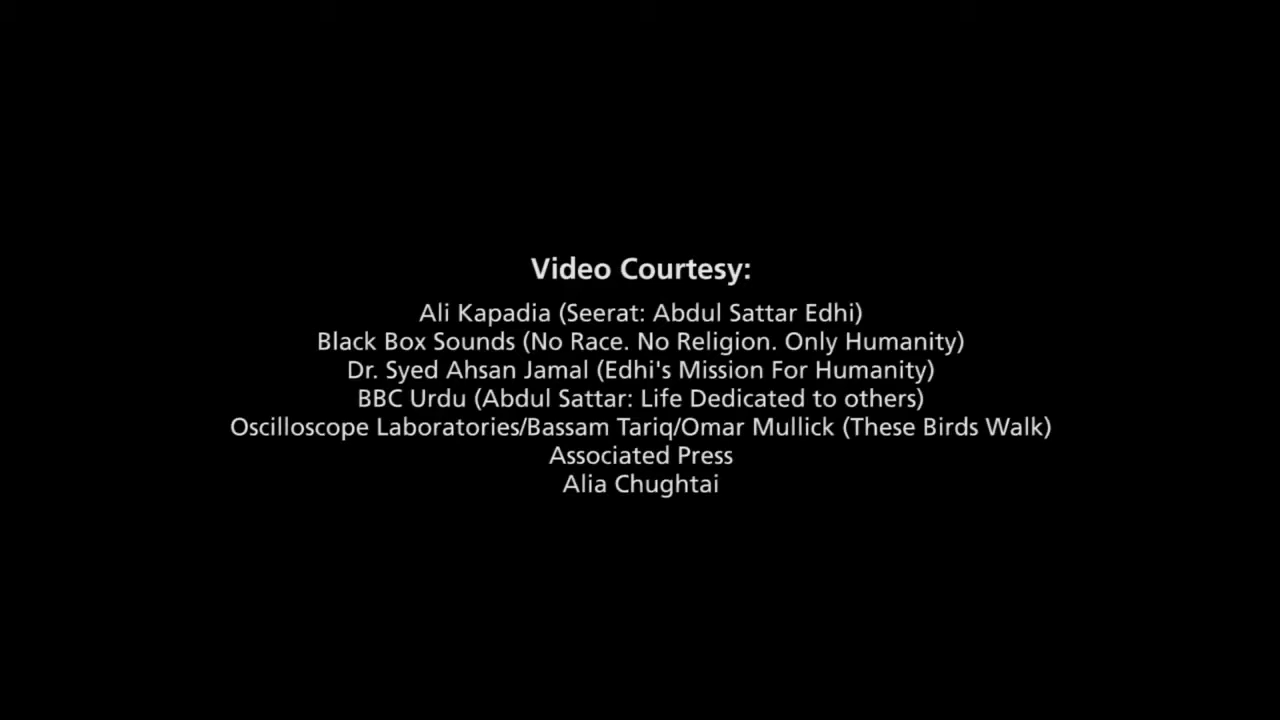 Video Courtesy:
Ali Kapadia (Seerat: Abdul Sattar Edhi)
Black Box Sounds (No Race. No Religion. Only Humanity)
Dr. Syed Ahsan Jamal (Edhi's Mission For Humanity)
BBC Urdu (Abdul Sattar: Life Dedicated to others)
Oscilloscope Laboratories/Bassam Tariq/Omar Mullick (These Birds Walk)
Associated Press
Alia Chughtai